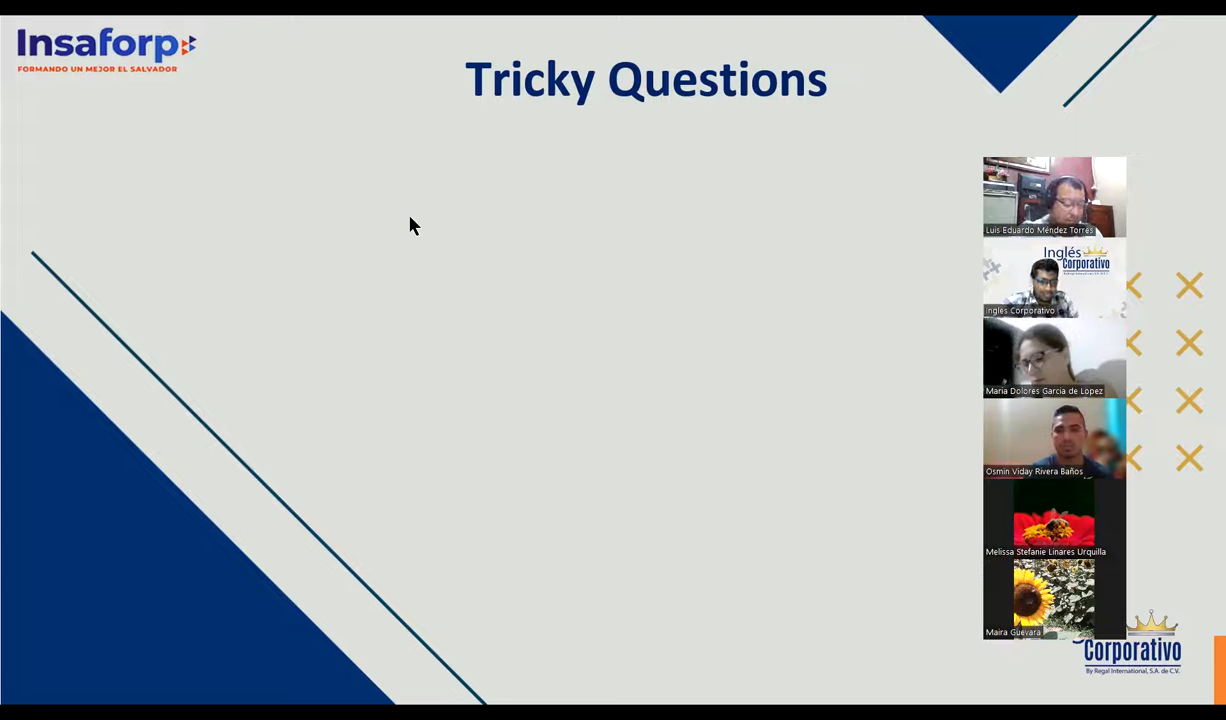 Insaforp
FORMANDO UN MEJOR EL SALVADOR
Tricky Questions
Luis Eduardo Méndez Torres
Inglés
Corporativo
Ingles Corporativo
Maria Dolores Garcia de Lopez
Osmin Viday Rivera Baños
Melissa Stefanie Linares Urquilla
Maira Guevara
Corporativo
By Regal International, S.A. de C.V.